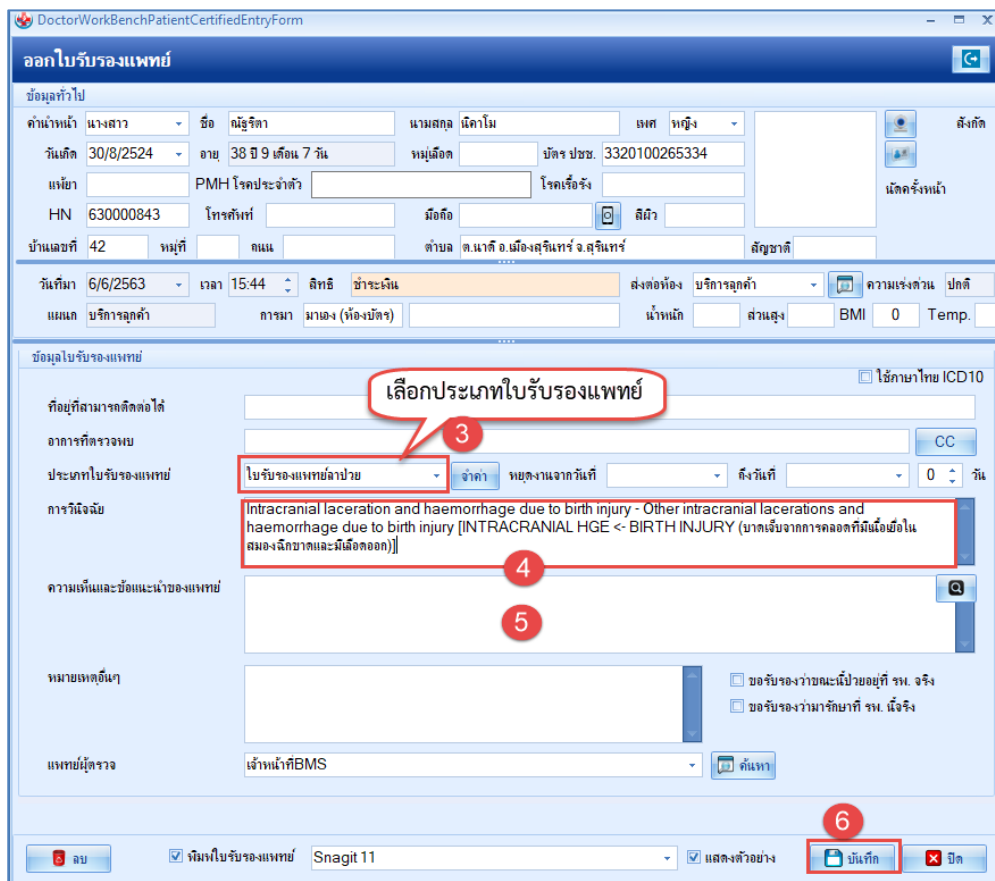 DoctorWorkBenchPatientCertifiedEntryForm
ออกใบรับรองแพทย์
ข้อมูลทั่วไป
คำนำหน้า นางสาว ชื่อ ณัฐริตา นามสกุล นิคาโม เพศ หญิง สังกัด
วันเกิด 30/8/2524 อายุ 38 ปี 9 เดือน 7 วัน หมู่เลือด บัตร ปชช. 3320100265334
แพ้ยา PMH โรคประจำตัว โรคเรื้อรัง นัดครั้งหน้า
HN 630000843 โทรศัพท์ มือถือ สีผิว
บ้านเลขที่ 42 หมู่ที่ ถนน ตำบล ต.นาดี อ.เมืองสุรินทร์ จ.สุรินทร์ สัญชาติ
วันที่มา 6/6/2563 เวลา 15:44 สิทธิ ชำระเงิน ส่งต่อห้อง บริการลูกค้า ความเร่งด่วน ปกติ
แผนก บริการลูกค้า การมา มาเอง (ห้องบัตร) น้ำหนัก ส่วนสูง BMI 0 Temp.
ข้อมูลใบรับรองแพทย์
ใช้ภาษาไทย ICD10
เลือกประเภทใบรับรองแพทย์
ที่อยู่ที่สามารถติดต่อได้
3
อาการที่ตรวจพบ CC
ประเภทใบรับรองแพทย์ ใบรับรองแพทย์ลาป่วย จำค่า หยุดงานจากวันที่ ถึงวันที่ 0 วัน
การวินิจฉัย Intracranial laceration and haemorrhage due to birth injury - Other intracranial lacerations and
haemorrhage due to birth injury [INTRACRANIAL HGE <- BIRTH INJURY (บาดเจ็บจากการคลอดที่มีเนื้อเยื่อใน
สมองฉีกขาดและมีเลือดออก)]
4
ความเห็นและข้อแนะนำของแพทย์
5
หมายเหตุอื่นๆ ขอรับรองว่าขณะนี้ป่วยอยู่ที่ รพ. จริง
ขอรับรองว่ามารักษาที่ รพ. นี้จริง
แพทย์ผู้ตรวจ เจ้าหน้าที่BMS ค้นหา
6
ลบ พิมพ์ใบรับรองแพทย์ Snagit 11 แสดงตัวอย่าง บันทึก ปิด